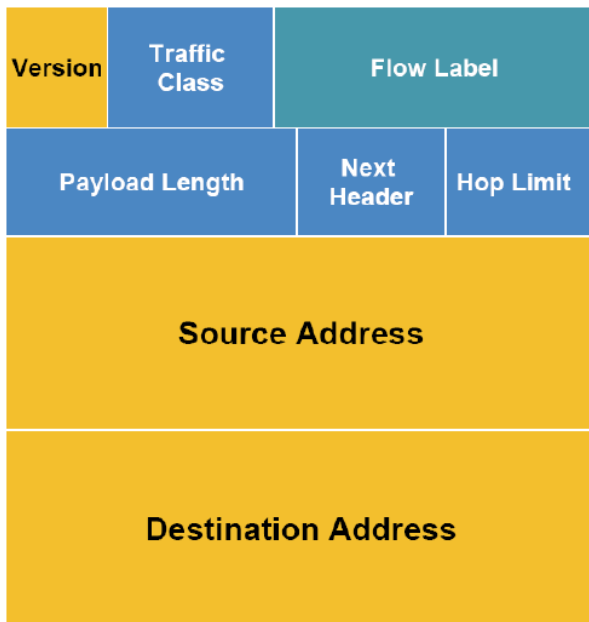 Version
Traffic
Class
Flow Label
Payload Length
Next
Header
Hop Limit
Source Address
Destination Address